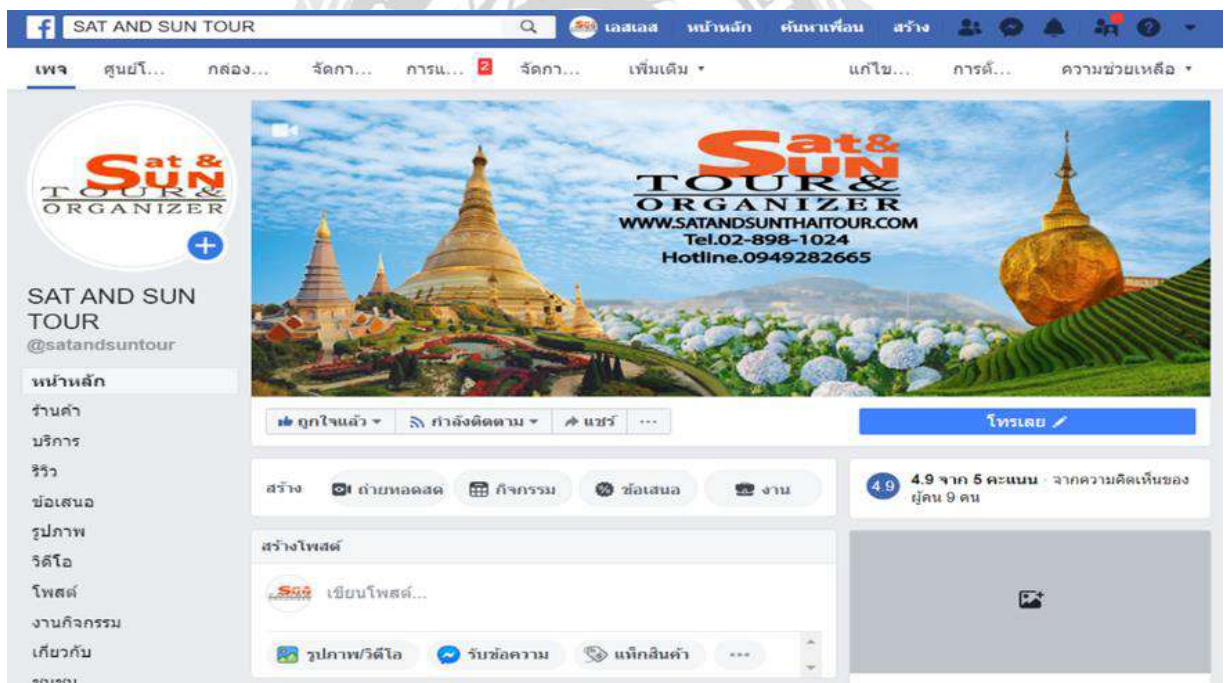 SAT AND SUN TOUR
เอสเอส หน้าหลัก ค้นหาเพื่อน สร้าง
เพจ ศูนย์โ... กล่อง... จัดกา... การแ... 2 จัดกา... เพิ่มเติม แก้ไข... การตั้... ความช่วยเหลือ
Sat &
SUN
TOUR &
ORGANIZER
Sat &
SUN
TOUR &
ORGANIZER
WWW.SATANDSUNTHAITOUR.COM
Tel.02-898-1024
Hotline.0949282665
SAT AND SUN
TOUR
@satandsuntour
หน้าหลัก
ร้านค้า
บริการ
รีวิว
ข้อเสนอ
รูปภาพ
วิดีโอ
โพสต์
งานกิจกรรม
เกี่ยวกับ
ชุมชน
ถูกใจแล้ว กำลังติดตาม แชร์ ...
โทรเลย
สร้าง ถ่ายทอดสด กิจกรรม ข้อเสนอ งาน
4.9 4.9 จาก 5 คะแนน · จากความคิดเห็นของ
ผู้คน 9 คน
สร้างโพสต์
เขียนโพสต์...
รูปภาพ/วิดีโอ รับข้อความ แท็กสินค้า ...